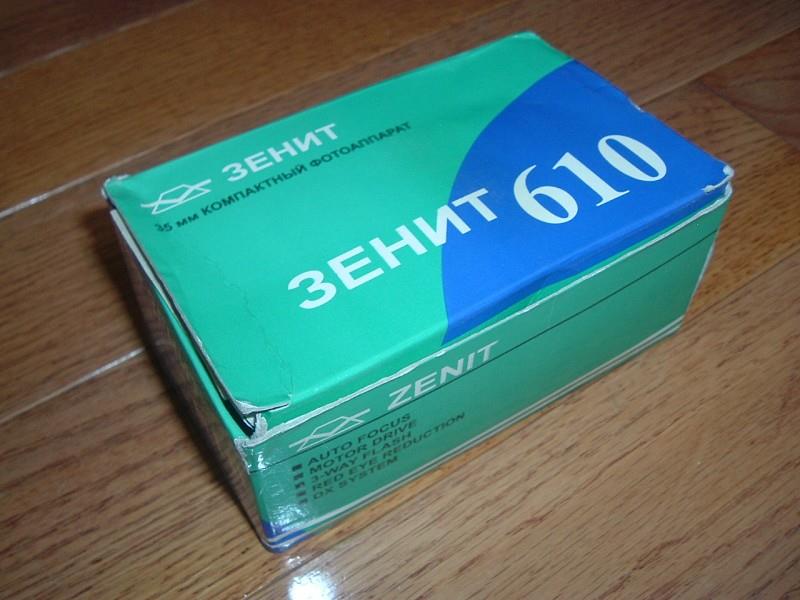 ЗЕНИТ
35 мм КОМПАКТНЫЙ ФОТОАППАРАТ
ЗЕНИТ 610
ZENIT
AUTO FOCUS
MOTOR DRIVE
3-WAY FLASH
RED EYE REDUCTION
DX SYSTEM